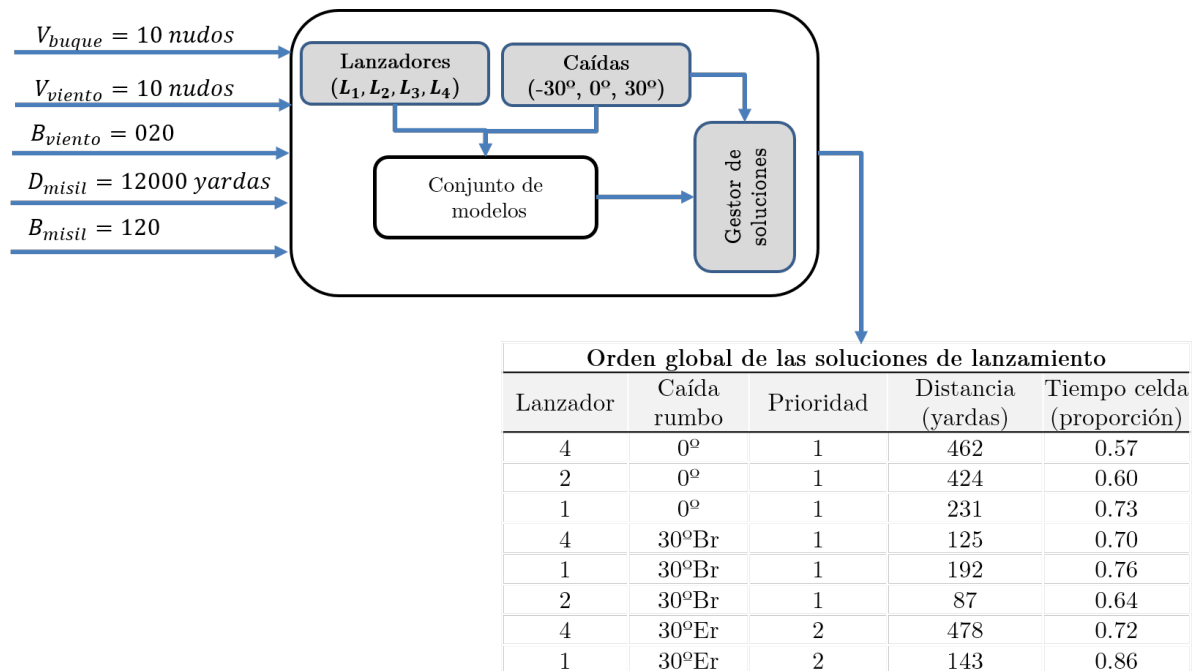 V_buque = 10 nudos
V_viento = 10 nudos
B_viento = 020
D_misil = 12000 yardas
B_misil = 120
Lanzadores
(L₁, L₂, L₃, L₄)
Caídas
(-30º, 0º, 30º)
Conjunto de
modelos
Gestor de
soluciones
Orden global de las soluciones de lanzamiento
Lanzador Caída rumbo Prioridad Distancia (yardas) Tiempo celda (proporción)
4 0º 1 462 0.57
2 0º 1 424 0.60
1 0º 1 231 0.73
4 30ºBr 1 125 0.70
1 30ºBr 1 192 0.76
2 30ºBr 1 87 0.64
4 30ºEr 2 478 0.72
1 30ºEr 2 143 0.86